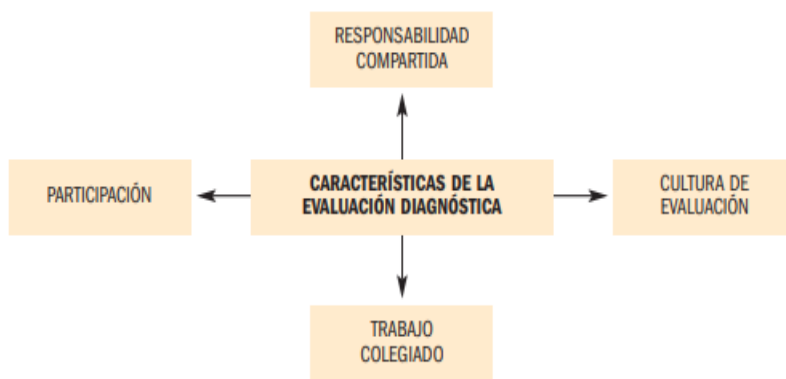 RESPONSABILIDAD
COMPARTIDA
PARTICIPACIÓN
CARACTERÍSTICAS DE LA
EVALUACIÓN DIAGNÓSTICA
CULTURA DE
EVALUACIÓN
TRABAJO
COLEGIADO